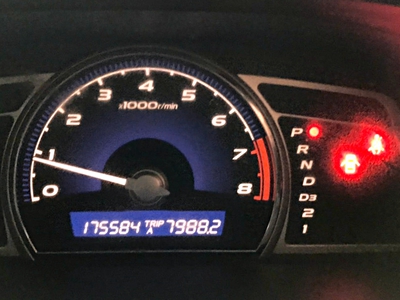 4
3 5
x1000r/min
2 6
1 7
0 8
175584 TRIP A 7988.2
P
R
N
D
D3
2
1